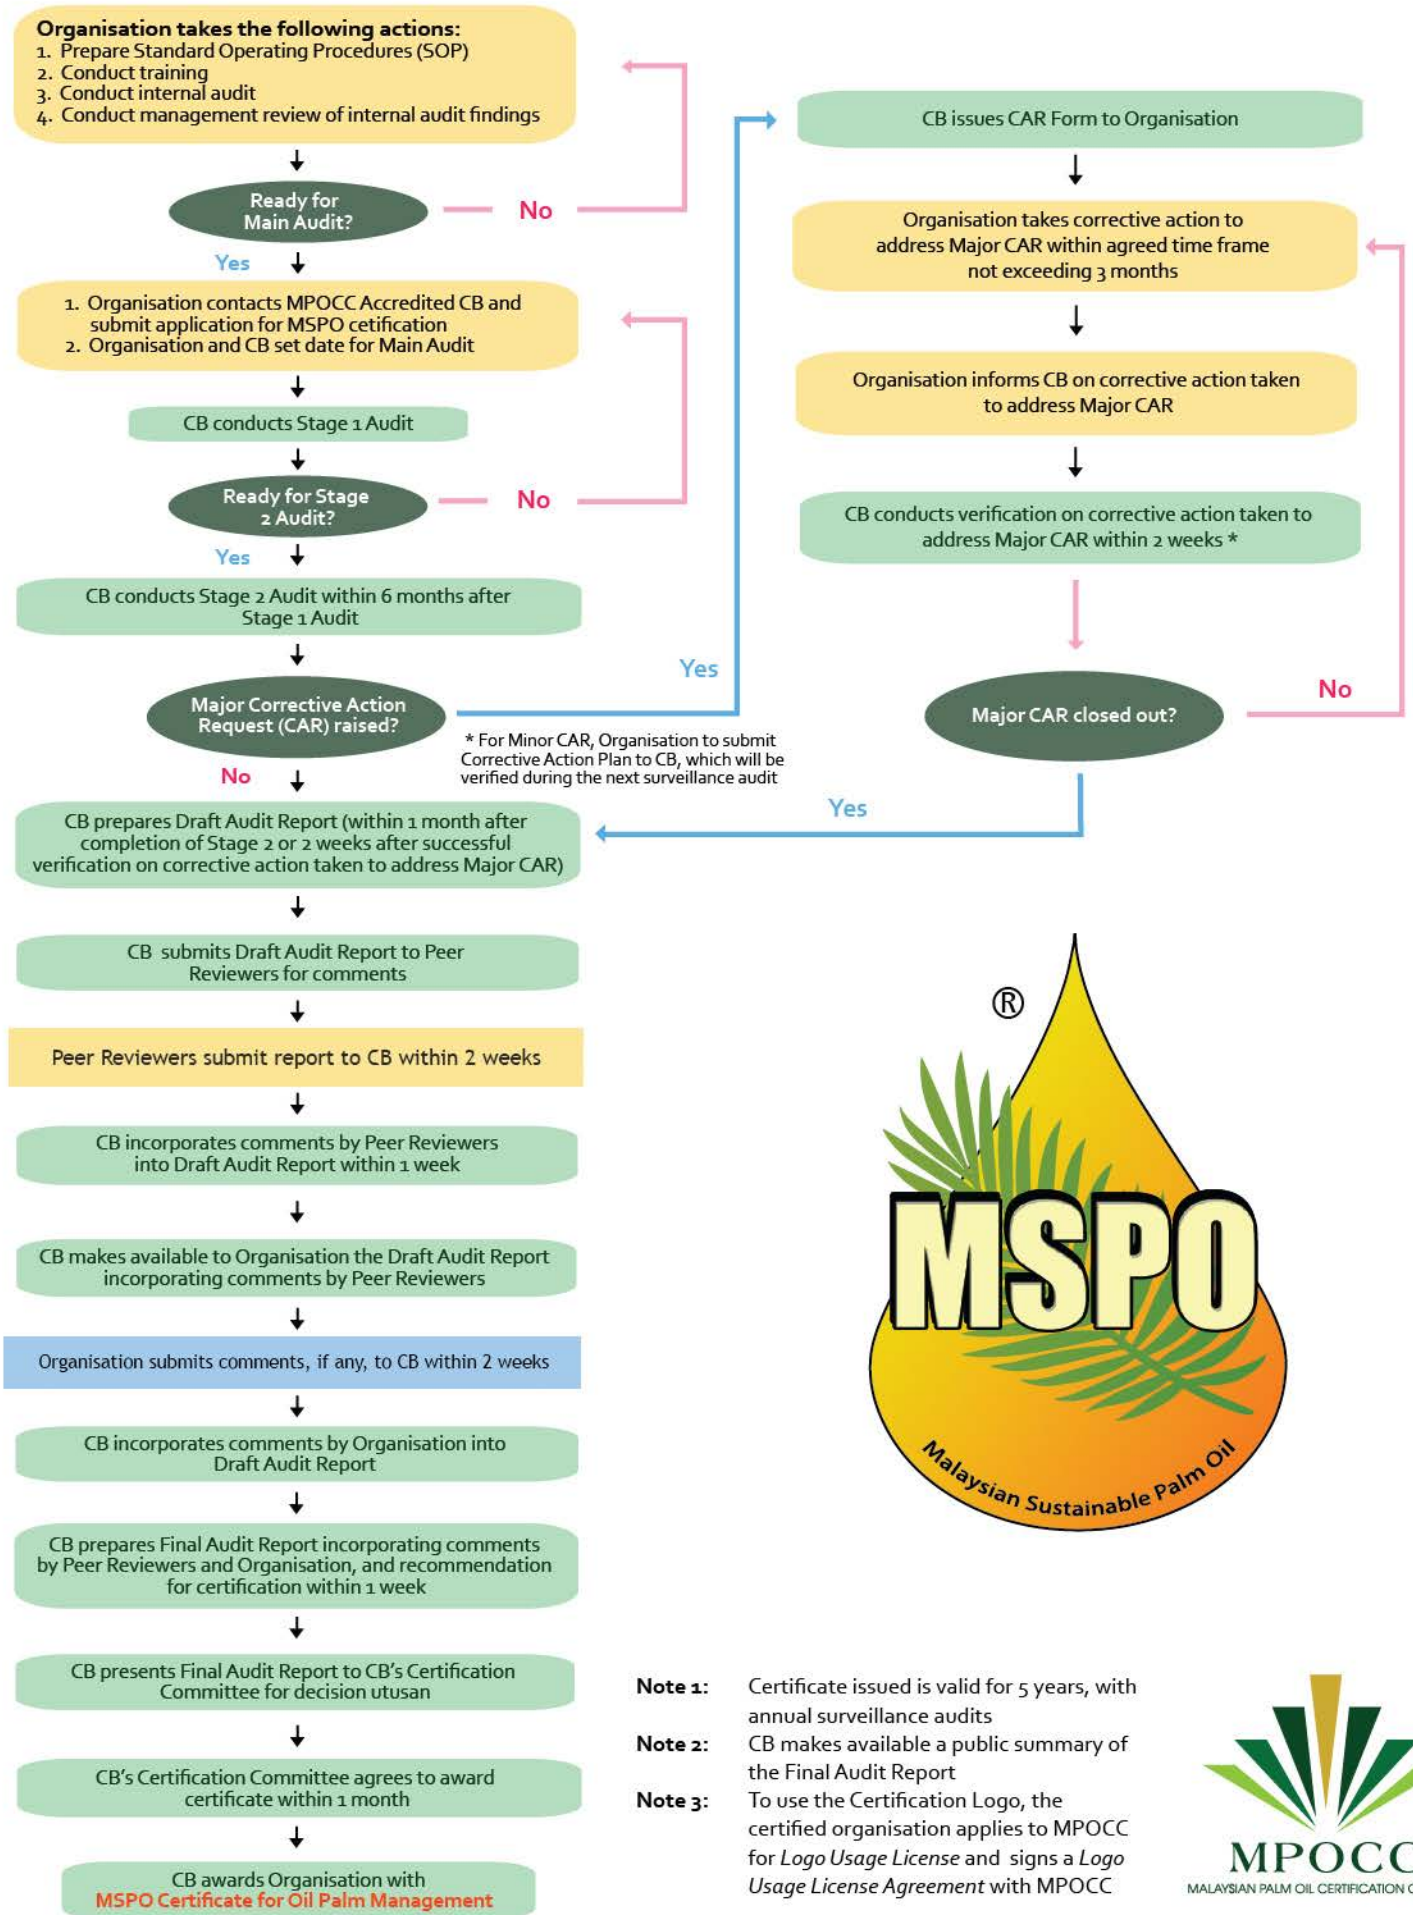 Organisation takes the following actions:
1. Prepare Standard Operating Procedures (SOP)
2. Conduct training
3. Conduct internal audit
4. Conduct management review of internal audit findings
Ready for
Main Audit?
No
Yes
1. Organisation contacts MPOCC Accredited CB and
submit application for MSPO cetification
2. Organisation and CB set date for Main Audit
CB conducts Stage 1 Audit
Ready for Stage
2 Audit?
No
Yes
CB conducts Stage 2 Audit within 6 months after
Stage 1 Audit
Major Corrective Action
Request (CAR) raised?
Yes
No
* For Minor CAR, Organisation to submit
Corrective Action Plan to CB, which will be
verified during the next surveillance audit
CB issues CAR Form to Organisation
Organisation takes corrective action to
address Major CAR within agreed time frame
not exceeding 3 months
Organisation informs CB on corrective action taken
to address Major CAR
CB conducts verification on corrective action taken to
address Major CAR within 2 weeks *
Major CAR closed out?
No
Yes
CB prepares Draft Audit Report (within 1 month after
completion of Stage 2 or 2 weeks after successful
verification on corrective action taken to address Major CAR)
CB submits Draft Audit Report to Peer
Reviewers for comments
Peer Reviewers submit report to CB within 2 weeks
CB incorporates comments by Peer Reviewers
into Draft Audit Report within 1 week
CB makes available to Organisation the Draft Audit Report
incorporating comments by Peer Reviewers
Organisation submits comments, if any, to CB within 2 weeks
CB incorporates comments by Organisation into
Draft Audit Report
CB prepares Final Audit Report incorporating comments
by Peer Reviewers and Organisation, and recommendation
for certification within 1 week
CB presents Final Audit Report to CB's Certification
Committee for decision utusan
CB's Certification Committee agrees to award
certificate within 1 month
CB awards Organisation with
MSPO Certificate for Oil Palm Management
®
MSPO
Malaysian Sustainable Palm Oil
Note 1: Certificate issued is valid for 5 years, with
annual surveillance audits
Note 2: CB makes available a public summary of
the Final Audit Report
Note 3: To use the Certification Logo, the
certified organisation applies to MPOCC
for Logo Usage License and signs a Logo
Usage License Agreement with MPOCC
MPOCC
MALAYSIAN PALM OIL CERTIFICATION